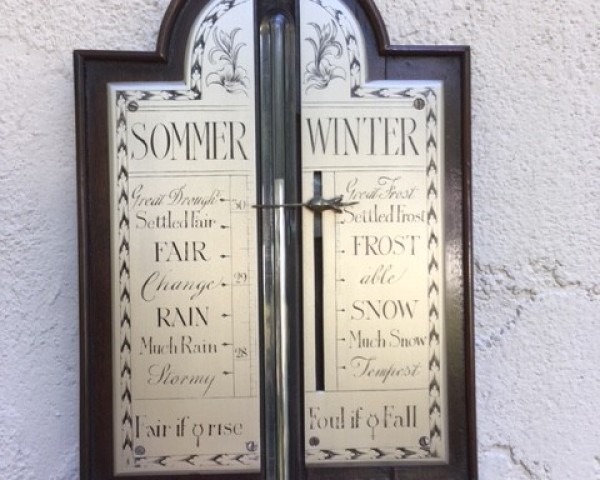 SOMMER
Great Drought
Settled Fair
FAIR
Change
RAIN
Much Rain
Stormy
30
29
28
Fair if ☿ rise
WINTER
Great Frost
Settled Frost
FROST
able
SNOW
Much Snow
Tempest
Foul if ☿ Fall